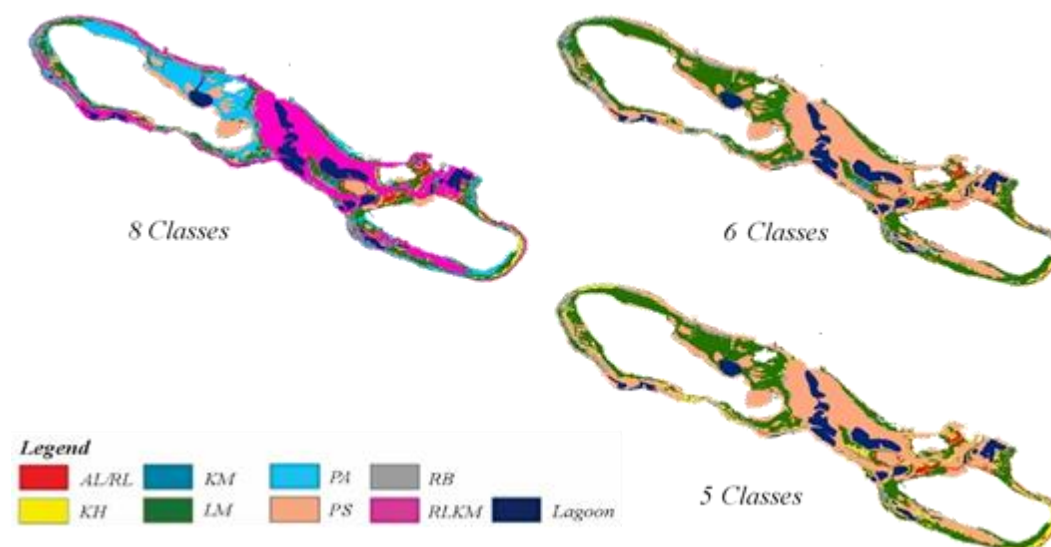 8 Classes
6 Classes
5 Classes
Legend
AL/RL KM PA RB
KH LM PS RLKM Lagoon